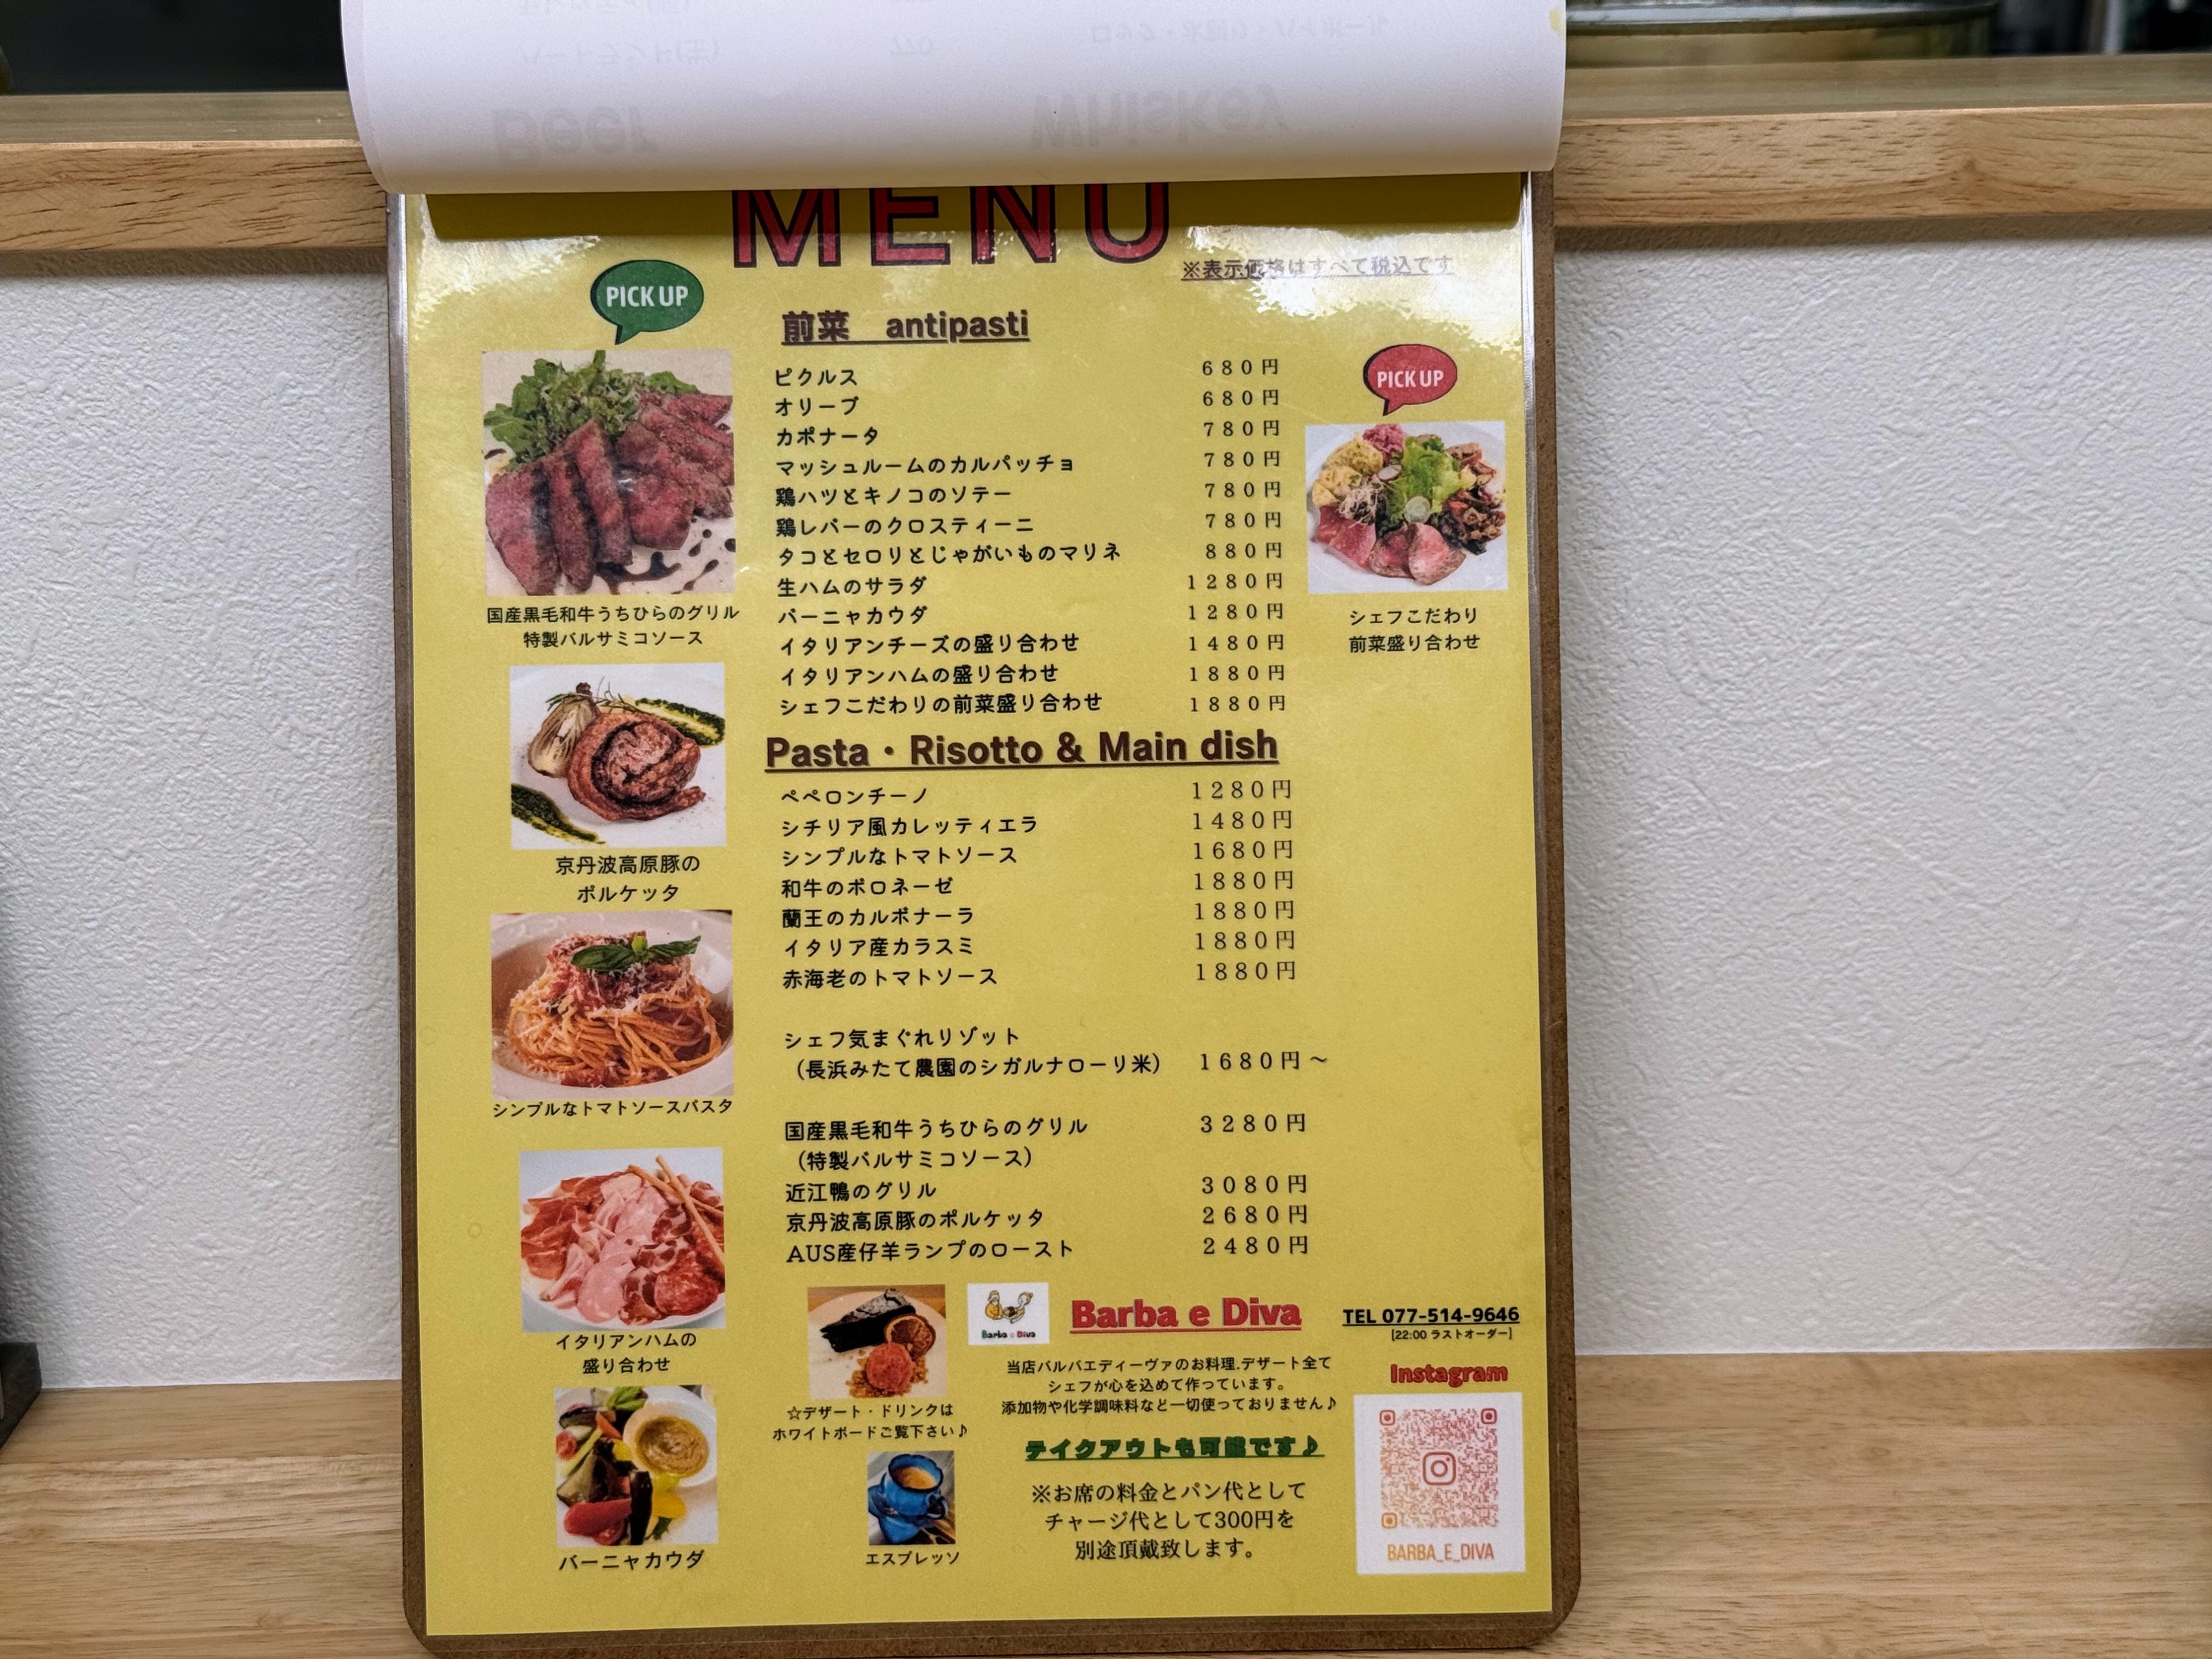 Beer
Whiskey
MENU
※表示価格はすべて税込です
PICK UP
前菜 antipasti
ピクルス 680円
オリーブ 680円
カポナータ 780円
マッシュルームのカルパッチョ 780円
鶏ハツとキノコのソテー 780円
鶏レバーのクロスティーニ 780円
タコとセロリとじゃがいものマリネ 880円
生ハムのサラダ 1280円
バーニャカウダ 1280円
イタリアンチーズの盛り合わせ 1480円
イタリアンハムの盛り合わせ 1880円
シェフこだわりの前菜盛り合わせ 1880円
PICK UP
シェフこだわり
前菜盛り合わせ
国産黒毛和牛うちひらのグリル
特製バルサミコソース
京丹波高原豚の
ポルケッタ
シンプルなトマトソースパスタ
イタリアンハムの
盛り合わせ
バーニャカウダ
Pasta・Risotto & Main dish
ペペロンチーノ 1280円
シチリア風カレッティエラ 1480円
シンプルなトマトソース 1680円
和牛のボロネーゼ 1880円
蘭王のカルボナーラ 1880円
イタリア産カラスミ 1880円
赤海老のトマトソース 1880円
シェフ気まぐれリゾット
（長浜みたて農園のシガルナローリ米） 1680円～
国産黒毛和牛うちひらのグリル 3280円
（特製バルサミコソース）
近江鴨のグリル 3080円
京丹波高原豚のポルケッタ 2680円
AUS産仔羊ランプのロースト 2480円
☆デザート・ドリンクは
ホワイトボードご覧下さい♪
エスプレッソ
Barba e Diva
Barba e Diva
TEL 077-514-9646
[22:00 ラストオーダー]
当店バルバエディーヴァのお料理.デザート全て
シェフが心を込めて作っています。
添加物や化学調味料など一切使っておりません♪
テイクアウトも可能です♪
※お席の料金とパン代として
チャージ代として300円を
別途頂戴致します。
Instagram
BARBA_E_DIVA